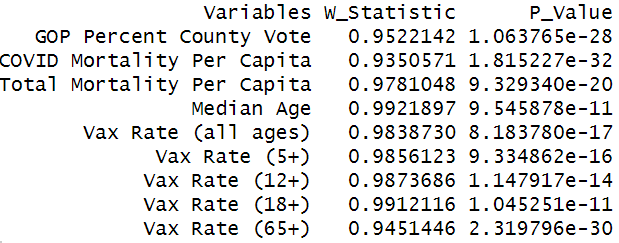 Variables W_Statistic P_Value
GOP Percent County Vote 0.9522142 1.063765e-28
COVID Mortality Per Capita 0.9350571 1.815227e-32
Total Mortality Per Capita 0.9781048 9.329340e-20
Median Age 0.9921897 9.545878e-11
Vax Rate (all ages) 0.9838730 8.183780e-17
Vax Rate (5+) 0.9856123 9.334862e-16
Vax Rate (12+) 0.9873686 1.147917e-14
Vax Rate (18+) 0.9912116 1.045251e-11
Vax Rate (65+) 0.9451446 2.319796e-30